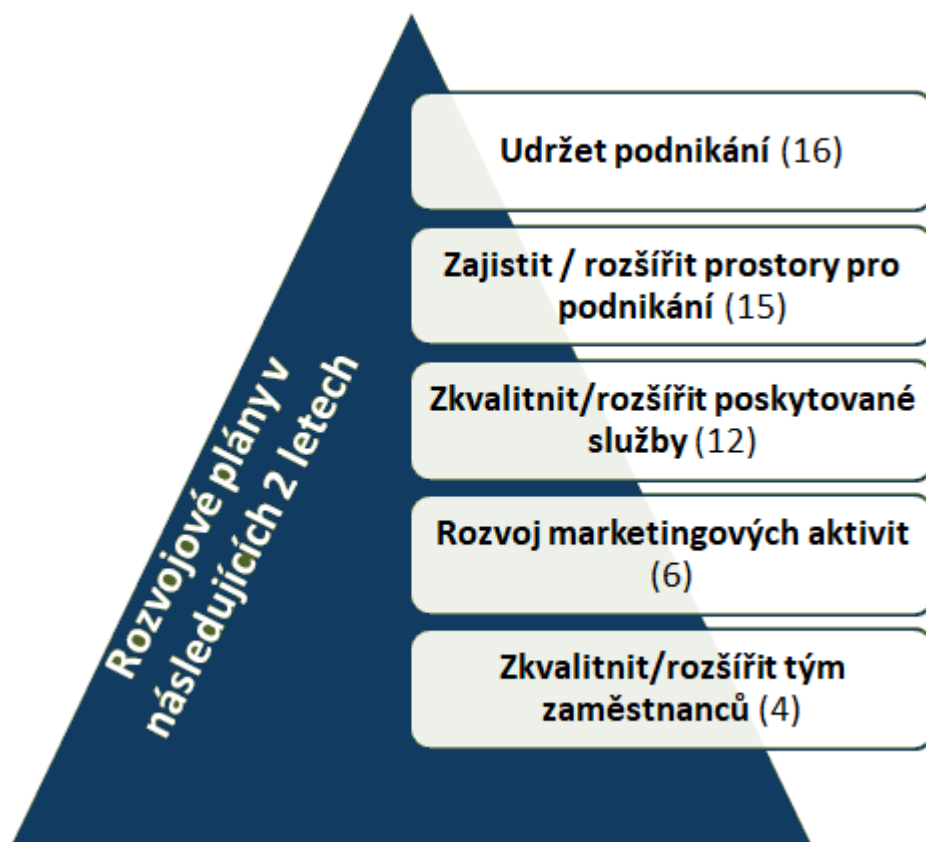 Rozvojové plány v
následujících 2 letech
Udržet podnikání (16)
Zajistit / rozšířit prostory pro
podnikání (15)
Zkvalitnit/rozšířit poskytované
služby (12)
Rozvoj marketingových aktivit
(6)
Zkvalitnit/rozšířit tým
zaměstnanců (4)